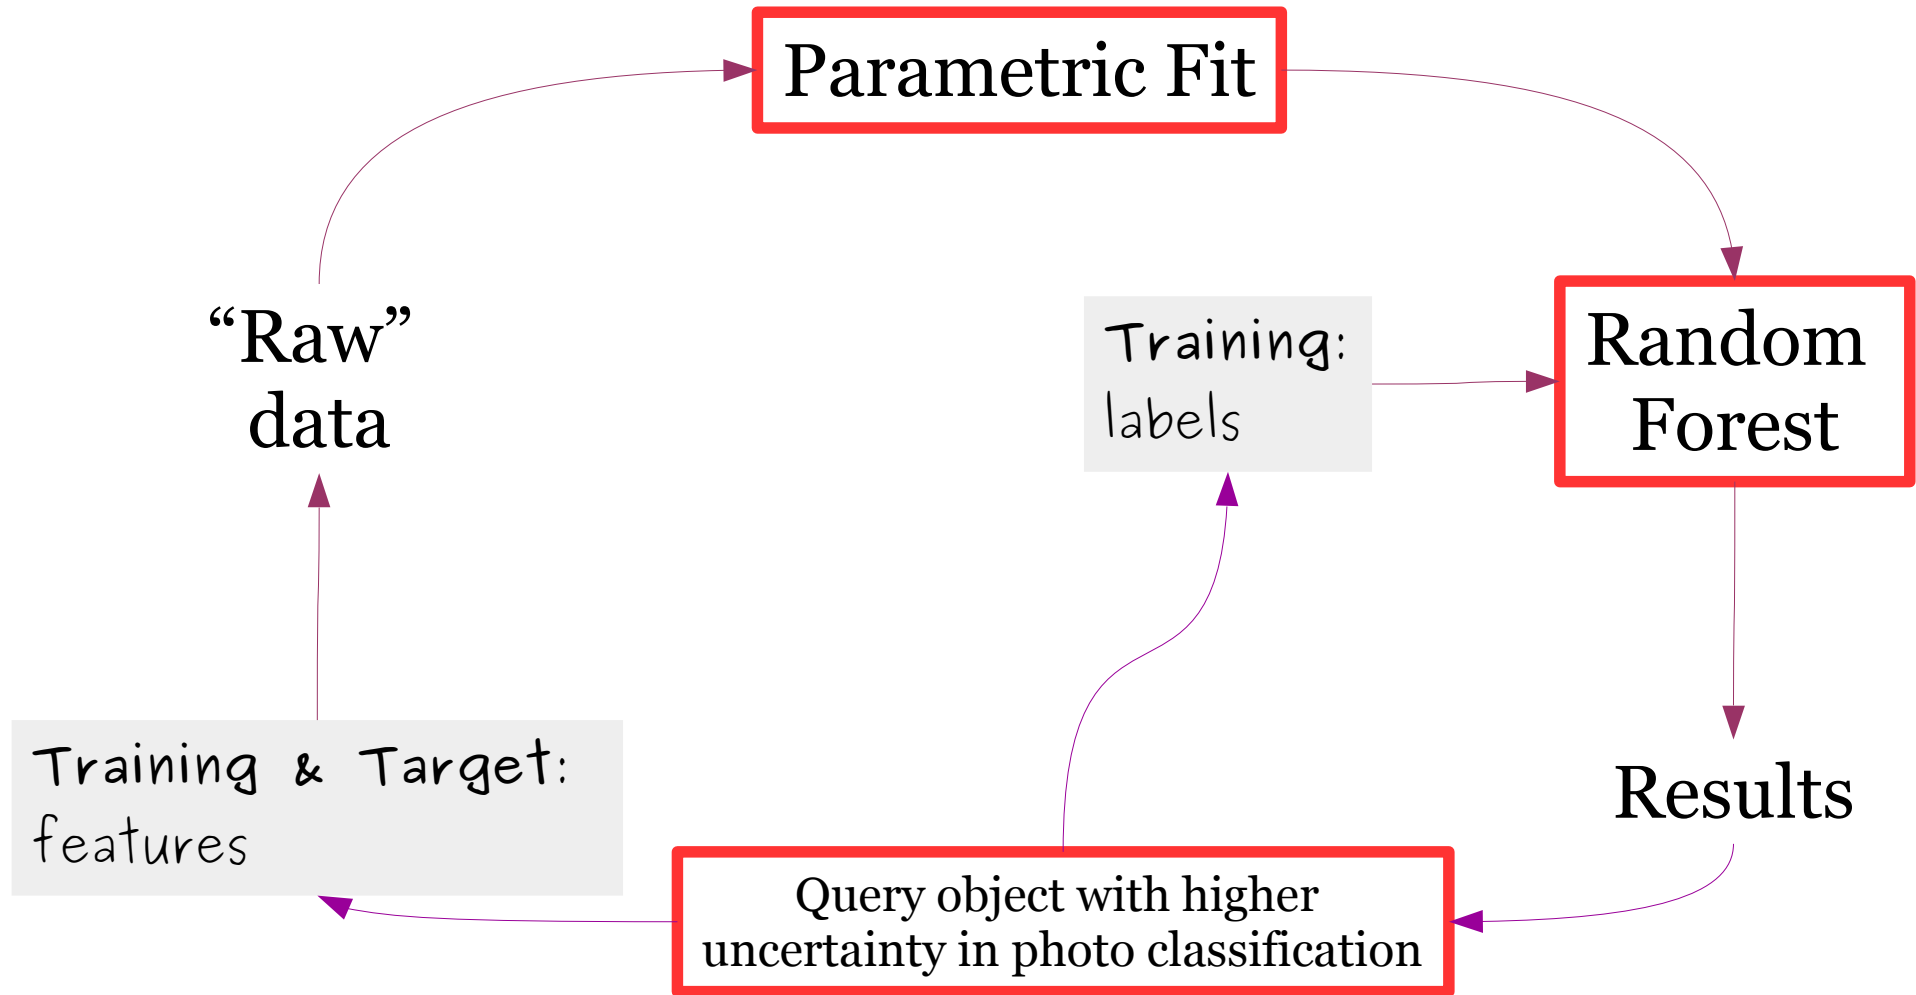 Parametric Fit
“Raw”
data
Training:
labels
Random
Forest
Training & Target:
features
Results
Query object with higher
uncertainty in photo classification